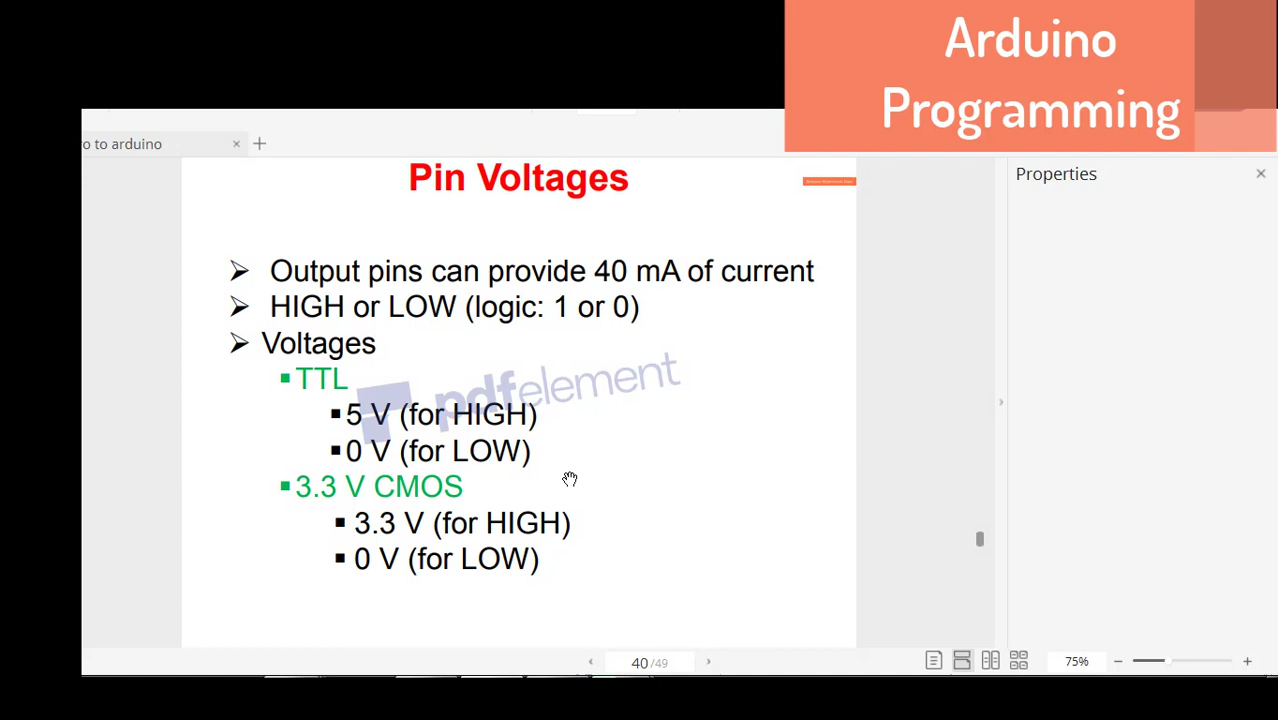 Arduino
Programming
ro to arduino
Properties
Pin Voltages
Output pins can provide 40 mA of current
HIGH or LOW (logic: 1 or 0)
Voltages
TTL
5 V (for HIGH)
0 V (for LOW)
3.3 V CMOS
3.3 V (for HIGH)
0 V (for LOW)
pdfelement
40 /49
75%